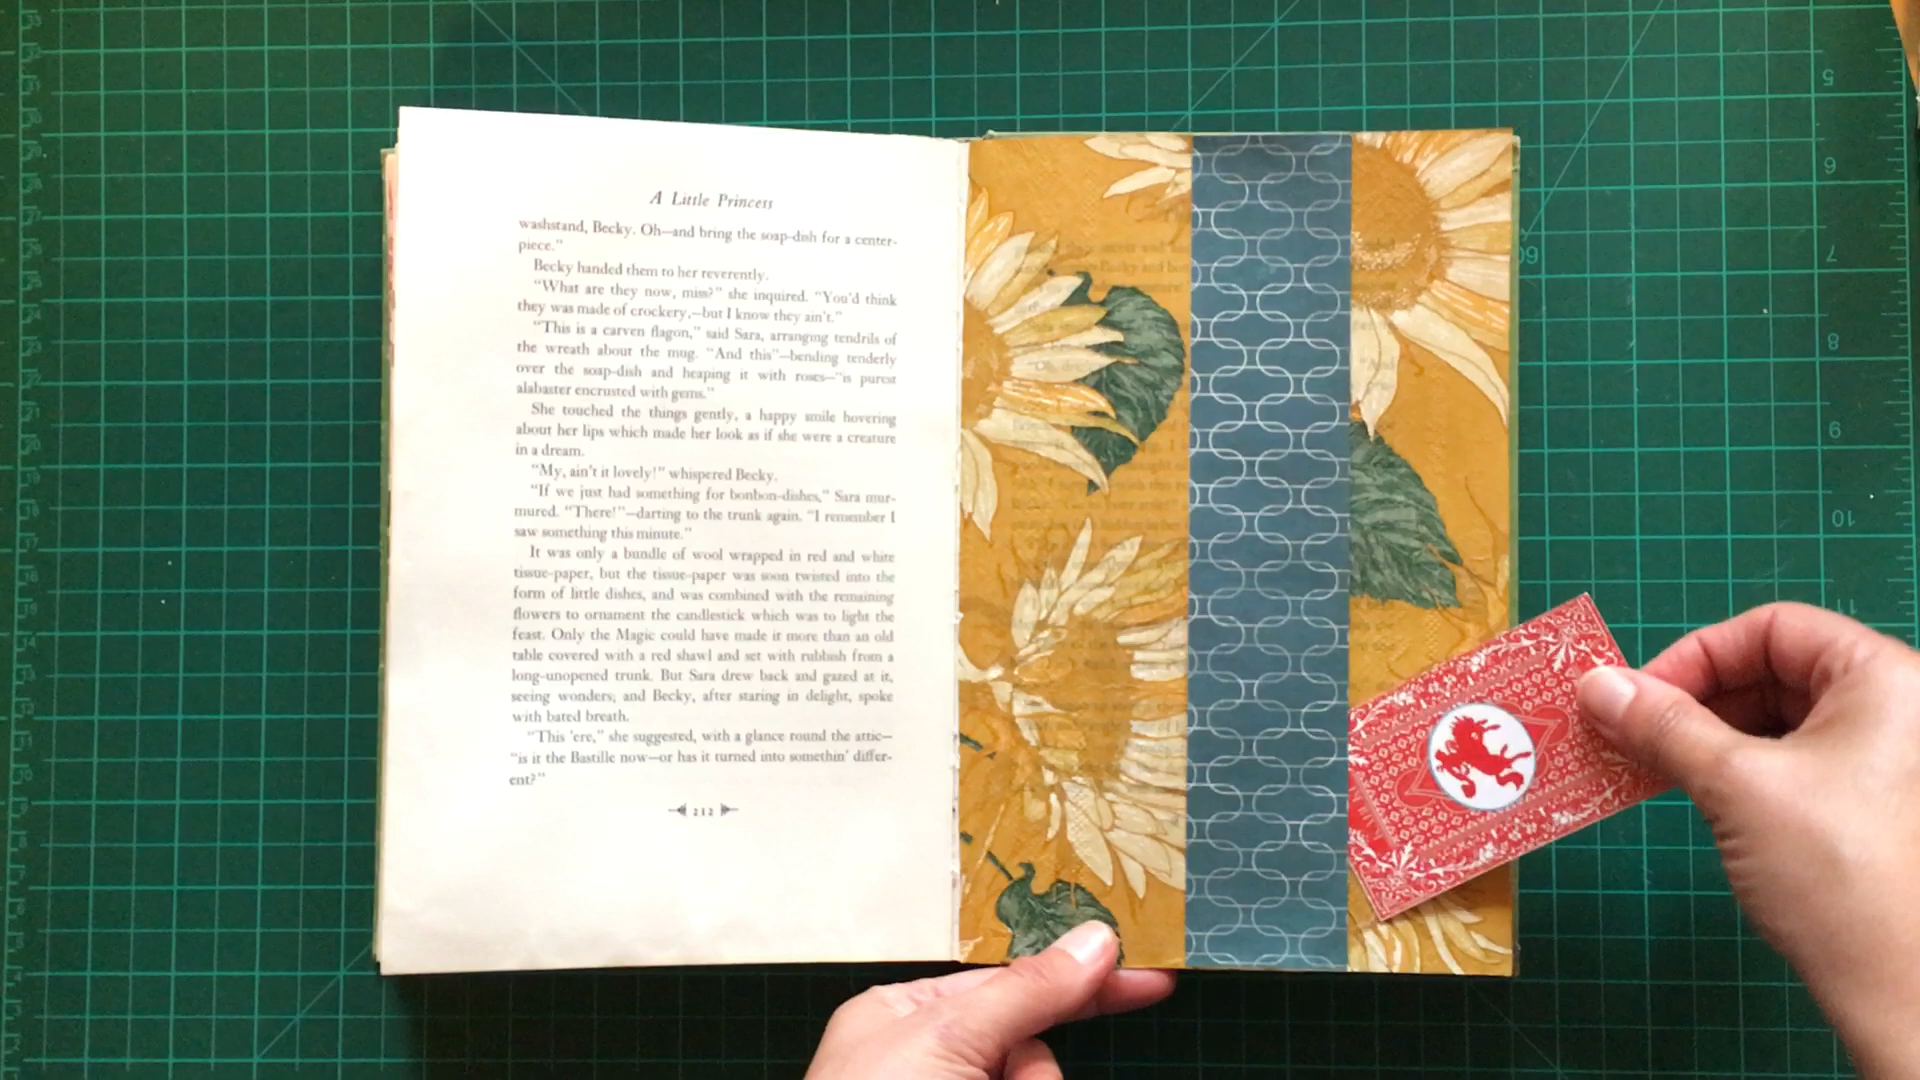 A Little Princess
washstand, Becky. Oh—and bring the soap-dish for a center-
piece.”
Becky handed them to her reverently.
“What are they now, miss?” she inquired. “You’d think
they was made of crockery,—but I know they ain’t.”
“This is a carven flagon,” said Sara, arranging tendrils of
the wreath about the mug. “And this”—bending tenderly
over the soap-dish and heaping it with roses—“is purest
alabaster encrusted with gems.”
She touched the things gently, a happy smile hovering
about her lips which made her look as if she were a creature
in a dream.
“My, ain’t it lovely!” whispered Becky.
“If we just had something for bonbon-dishes,” Sara mur-
mured. “There!”—darting to the trunk again. “I remember I
saw something this minute.”
It was only a bundle of wool wrapped in red and white
tissue-paper, but the tissue-paper was soon twisted into the
form of little dishes, and was combined with the remaining
flowers to ornament the candlestick which was to light the
feast. Only the Magic could have made it more than an old
table covered with a red shawl and set with rubbish from a
long-unopened trunk. But Sara drew back and gazed at it,
seeing wonders; and Becky, after staring in delight, spoke
with bated breath.
“This ’ere,” she suggested, with a glance round the attic—
“is it the Bastille now—or has it turned into somethin’ differ-
ent?”
212
5
6
7
8
9
10
11